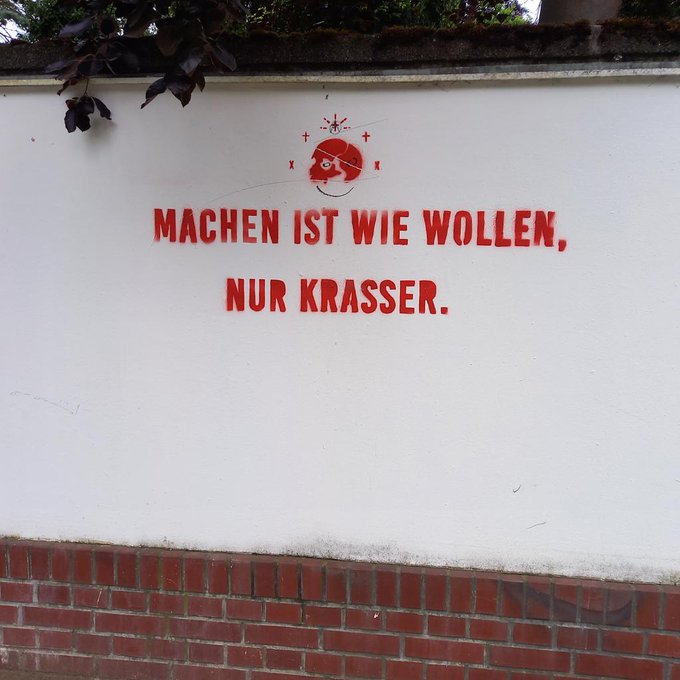 MACHEN IST WIE WOLLEN,
NUR KRASSER.